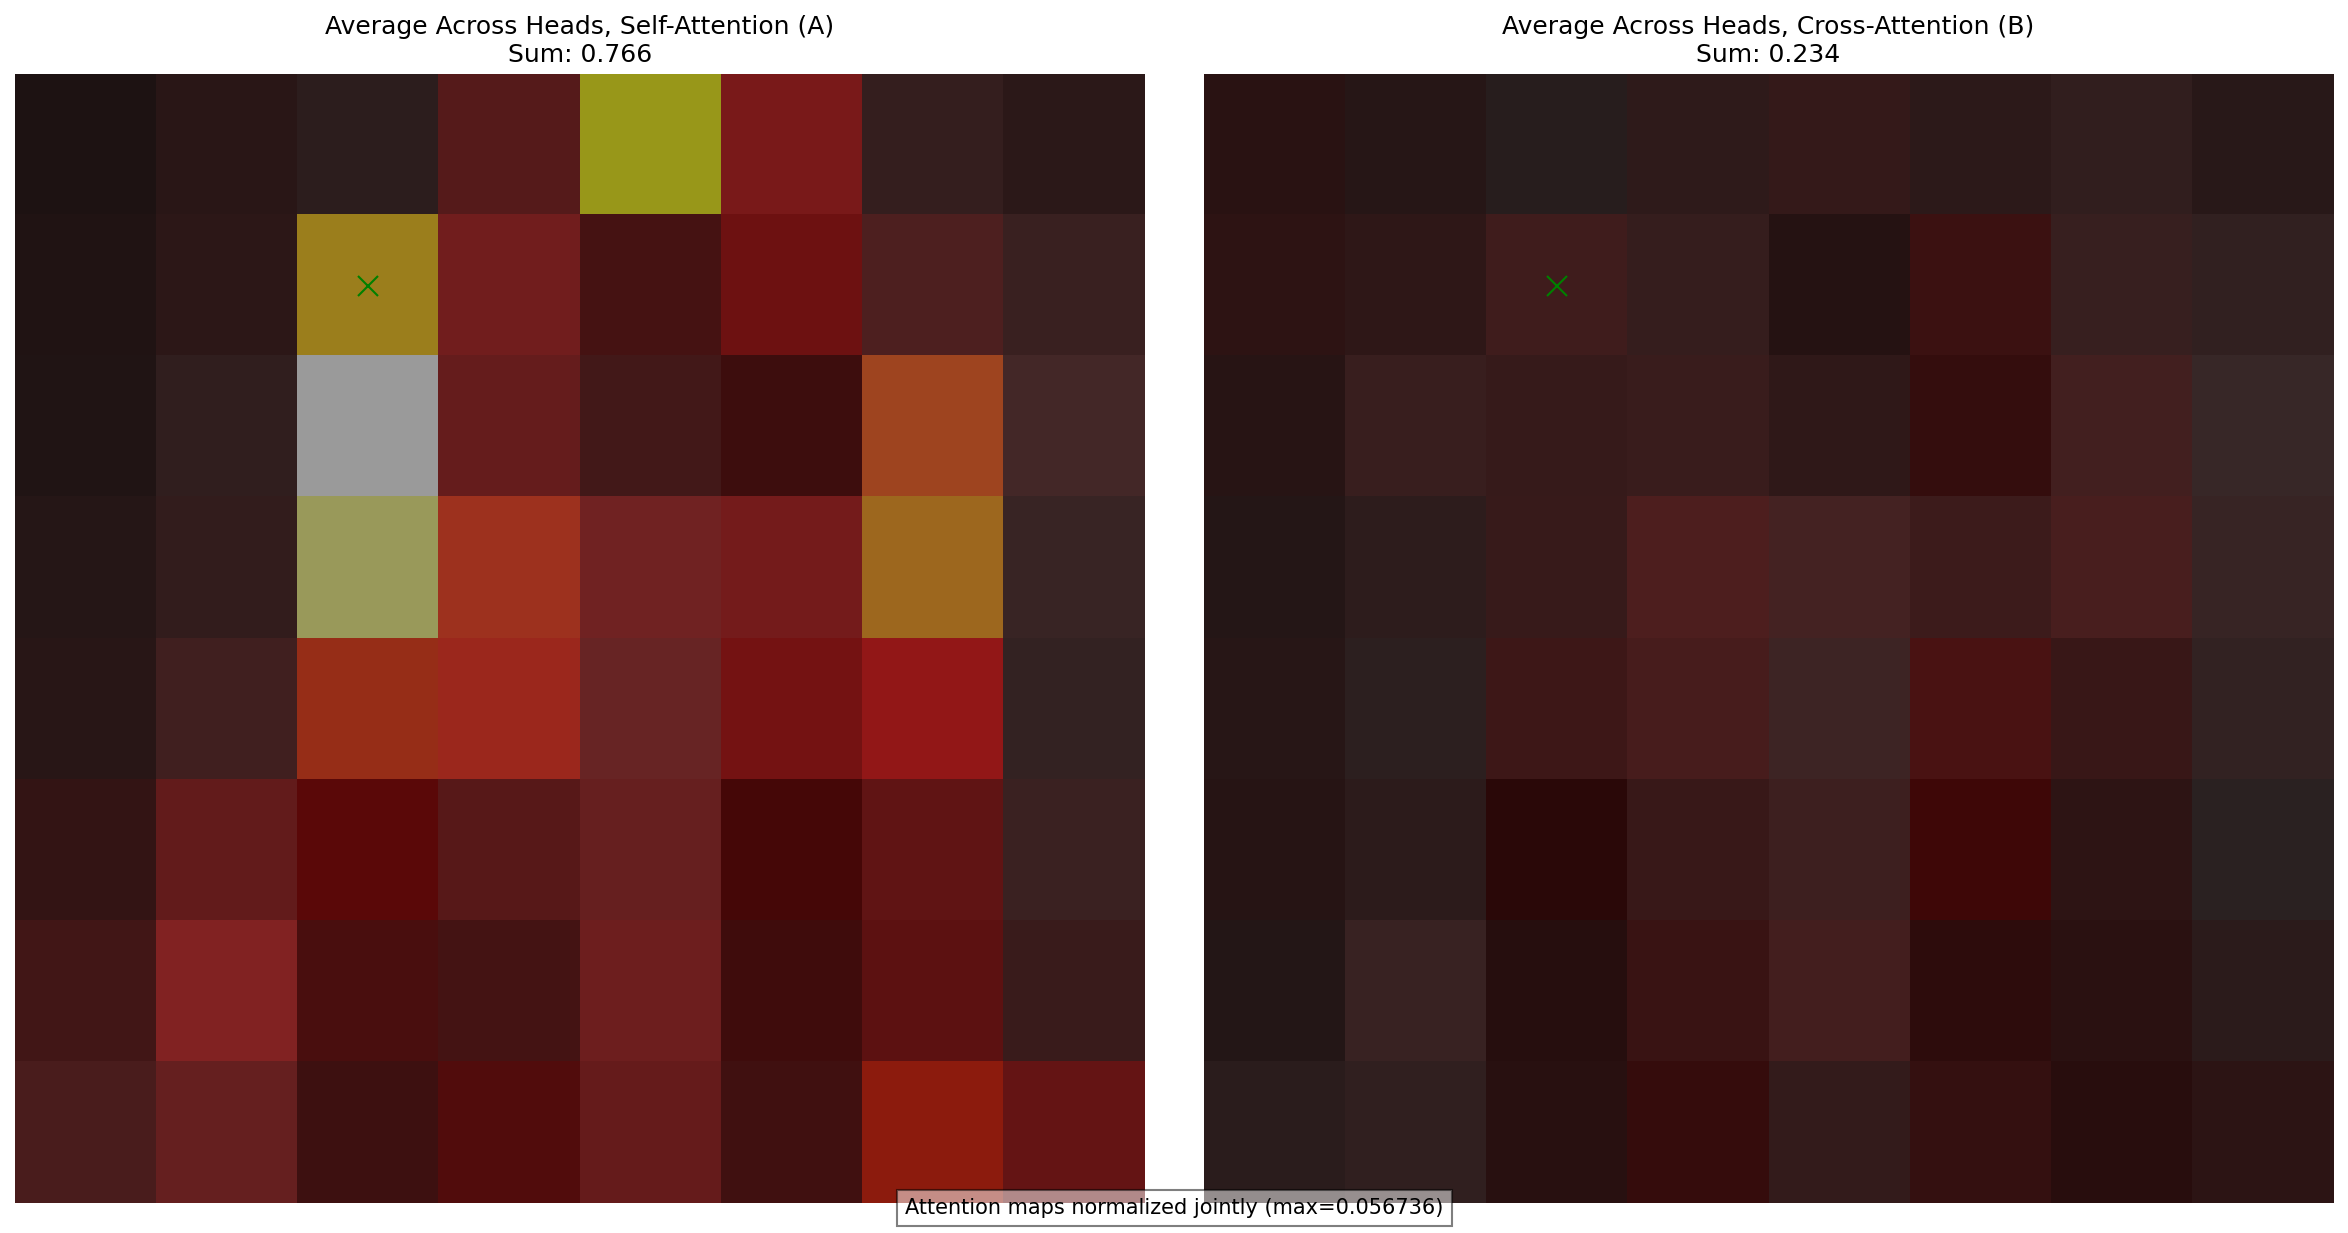 Average Across Heads, Self-Attention (A)
Sum: 0.766
Average Across Heads, Cross-Attention (B)
Sum: 0.234
Attention maps normalized jointly (max=0.056736)